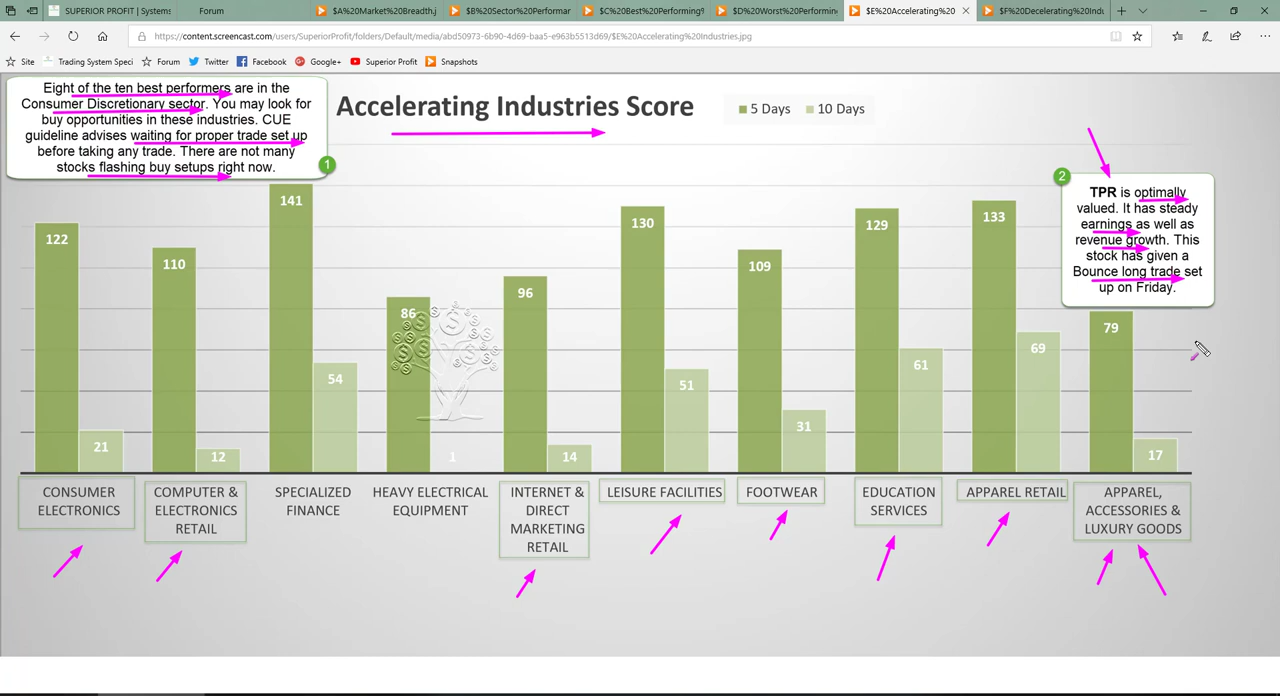 SUPERIOR PROFIT | Systems
Forum
$A%20Market%20Breadth.j
$B%20Sector%20Performar
$C%20Best%20Performing9
$D%20Worst%20Performing
$E%20Accelerating%20
$F%20Decelerating%20Indu
https://content.screencast.com/users/SuperiorProfit/folders/Default/media/abd50973-6b90-4d69-baa5-e963b5513d69/$E%20Accelerating%20Industries.jpg
Site
Trading System Speci
Forum
Twitter
Facebook
Google+
Superior Profit
Snapshots
Eight of the ten best performers are in the
Consumer Discretionary sector. You may look for
buy opportunities in these industries. CUE
guideline advises waiting for proper trade set up
before taking any trade. There are not many
stocks flashing buy setups right now.
1
Accelerating Industries Score
5 Days
10 Days
2
TPR is optimally
valued. It has steady
earnings as well as
revenue growth. This
stock has given a
Bounce long trade set
up on Friday.
122
21
110
12
141
54
86
1
96
14
130
51
109
31
129
61
133
69
79
17
CONSUMER
ELECTRONICS
COMPUTER &
ELECTRONICS
RETAIL
SPECIALIZED
FINANCE
HEAVY ELECTRICAL
EQUIPMENT
INTERNET &
DIRECT
MARKETING
RETAIL
LEISURE FACILITIES
FOOTWEAR
EDUCATION
SERVICES
APPAREL RETAIL
APPAREL,
ACCESSORIES &
LUXURY GOODS